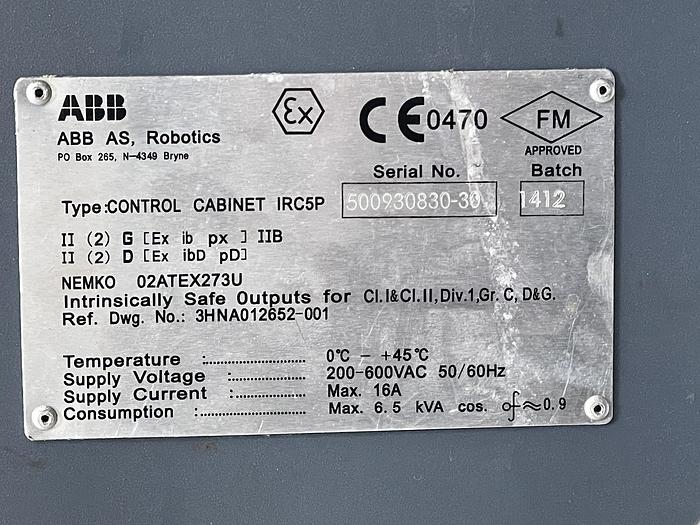 ABB
Ex
CE 0470
FM
APPROVED
ABB AS, Robotics
PO Box 265, N-4349 Bryne
Serial No. Batch
Type:CONTROL CABINET IRC5P 500930830-30 1412
II (2) G [Ex ib px ] IIB
II (2) D [Ex ibD pD]
NEMKO 02ATEX273U
Intrinsically Safe Outputs for Cl.I&Cl.II,Div.1,Gr.C,D&G.
Ref. Dwg. No.: 3HNA012652-001
Temperature :.......................... 0°C - +45°C
Supply Voltage :.................... 200-600VAC 50/60Hz
Supply Current :.................... Max. 16A
Consumption :........................... Max. 6.5 kVA cos. ≈0.9